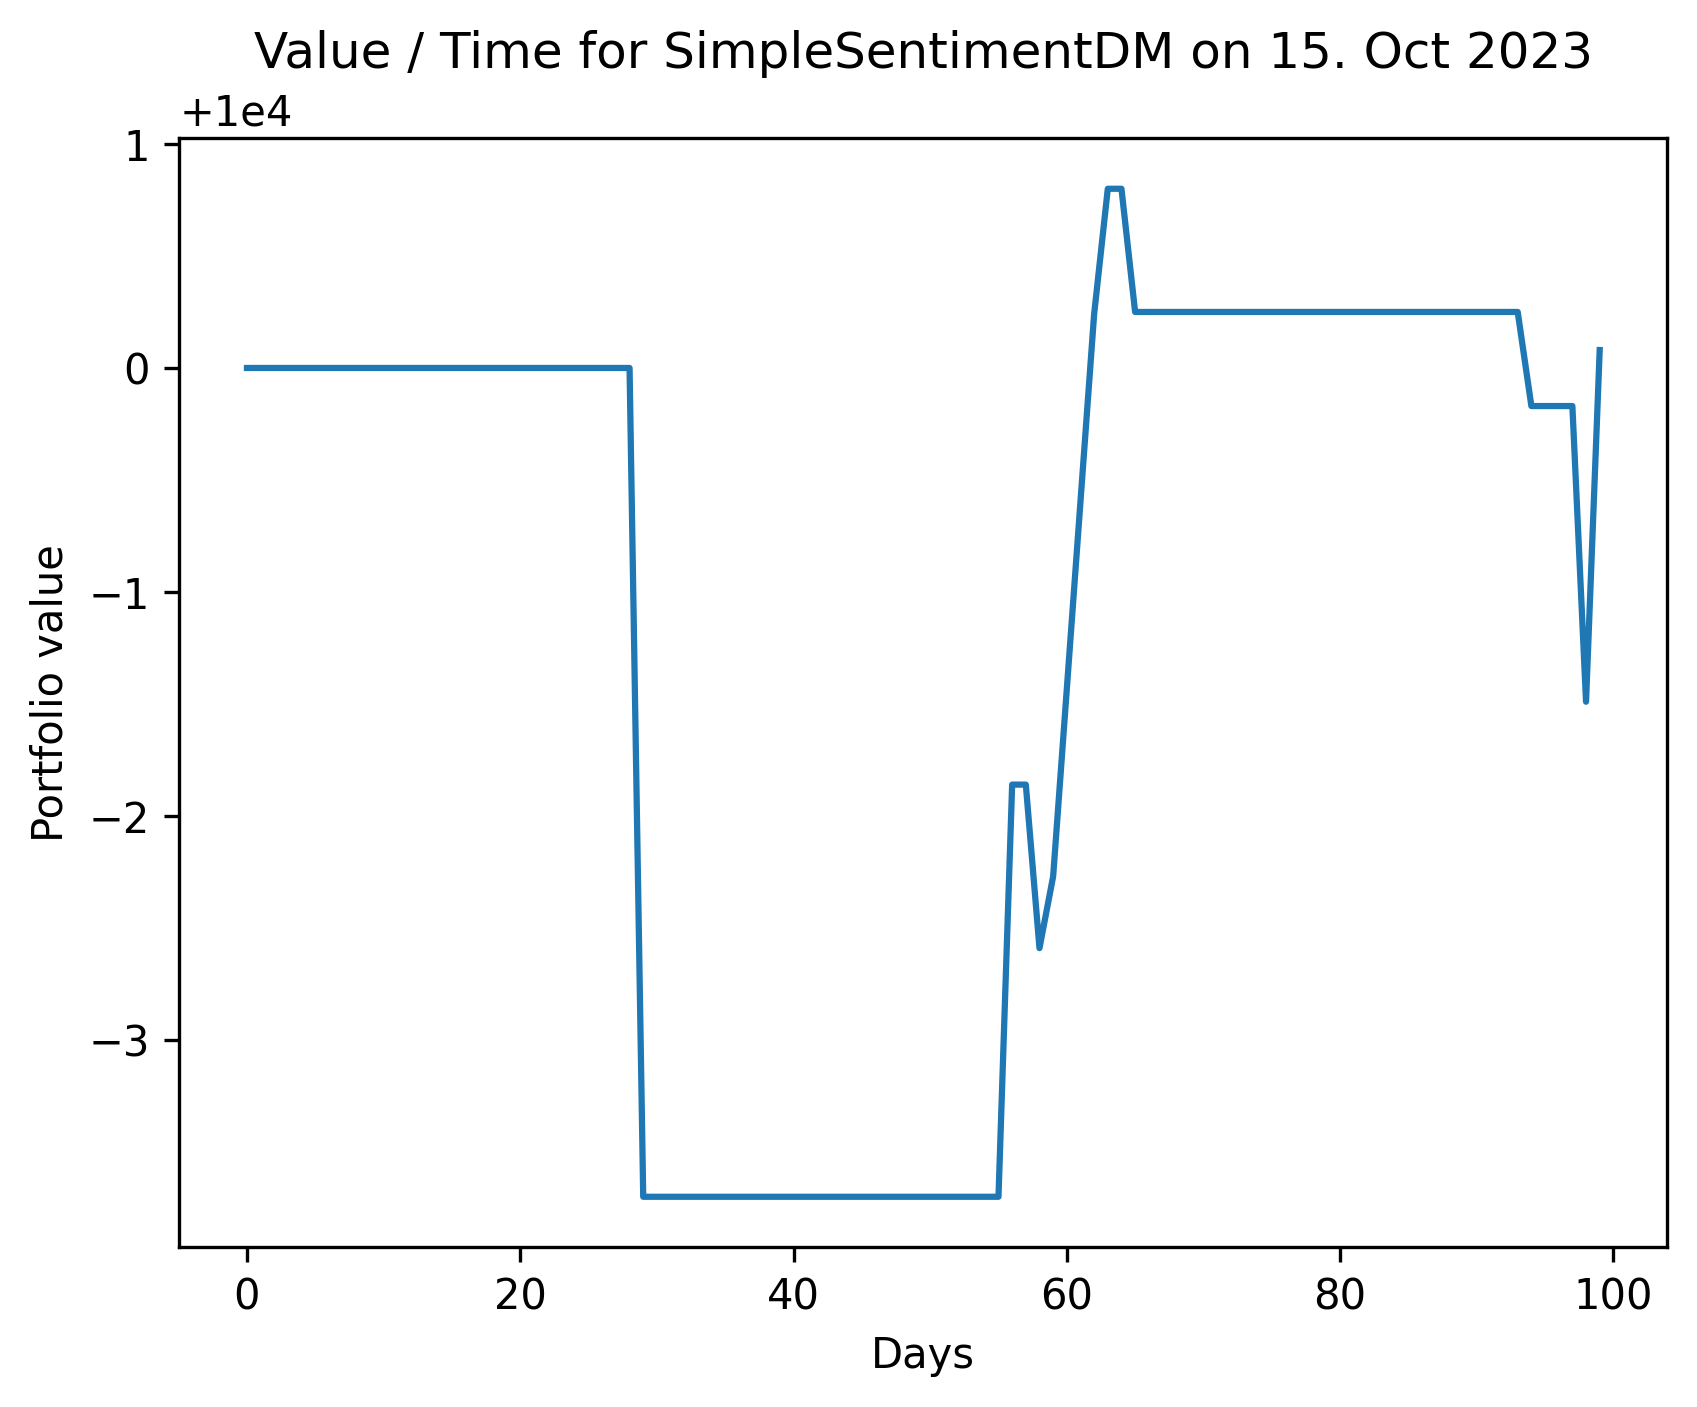 Value / Time for SimpleSentimentDM on 15. Oct 2023
+1e4
1
0
−1
−2
−3
Portfolio value
0 20 40 60 80 100
Days